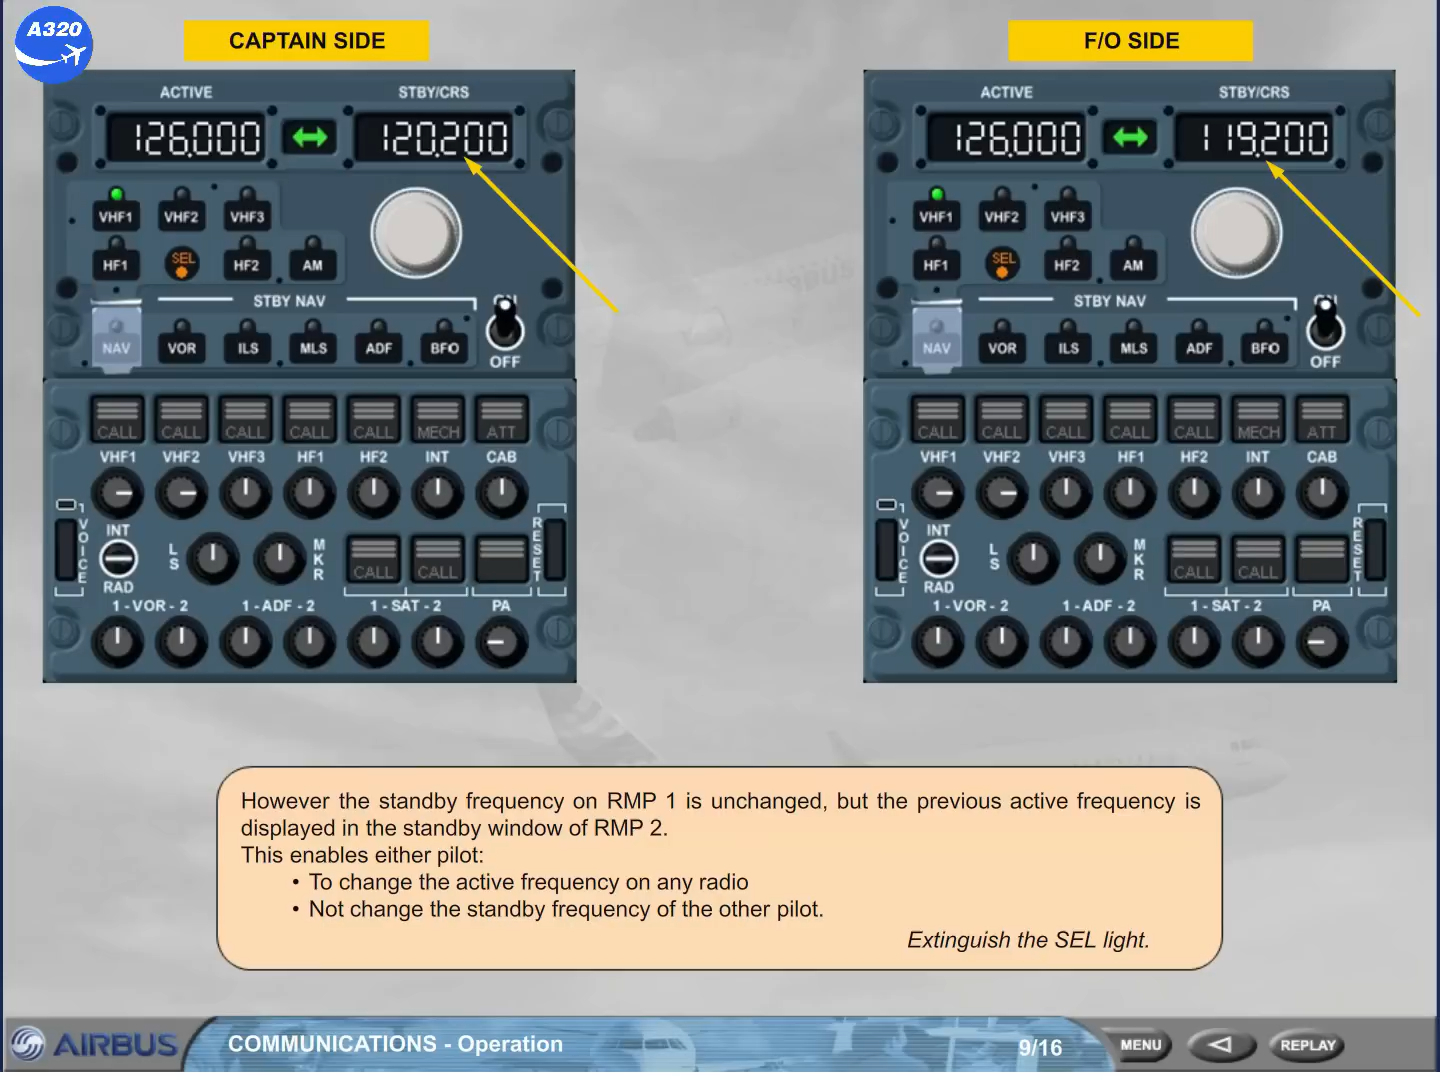 A320
CAPTAIN SIDE
F/O SIDE
ACTIVE STBY/CRS
126.000 120.200
VHF1 VHF2 VHF3
HF1 SEL HF2 AM
STBY NAV
ON
NAV VOR ILS MLS ADF BFO
OFF
CALL CALL CALL CALL CALL MECH ATT
VHF1 VHF2 VHF3 HF1 HF2 INT CAB
VOICE INT RAD LS MKR CALL CALL RESET
1 - VOR - 2 1 - ADF - 2 1 - SAT - 2 PA
ACTIVE STBY/CRS
126.000 119.200
VHF1 VHF2 VHF3
HF1 SEL HF2 AM
STBY NAV
ON
NAV VOR ILS MLS ADF BFO
OFF
CALL CALL CALL CALL CALL MECH ATT
VHF1 VHF2 VHF3 HF1 HF2 INT CAB
VOICE INT RAD LS MKR CALL CALL RESET
1 - VOR - 2 1 - ADF - 2 1 - SAT - 2 PA
However the standby frequency on RMP 1 is unchanged, but the previous active frequency is
displayed in the standby window of RMP 2.
This enables either pilot:
• To change the active frequency on any radio
• Not change the standby frequency of the other pilot.
Extinguish the SEL light.
AIRBUS
COMMUNICATIONS - Operation
9/16
MENU
REPLAY